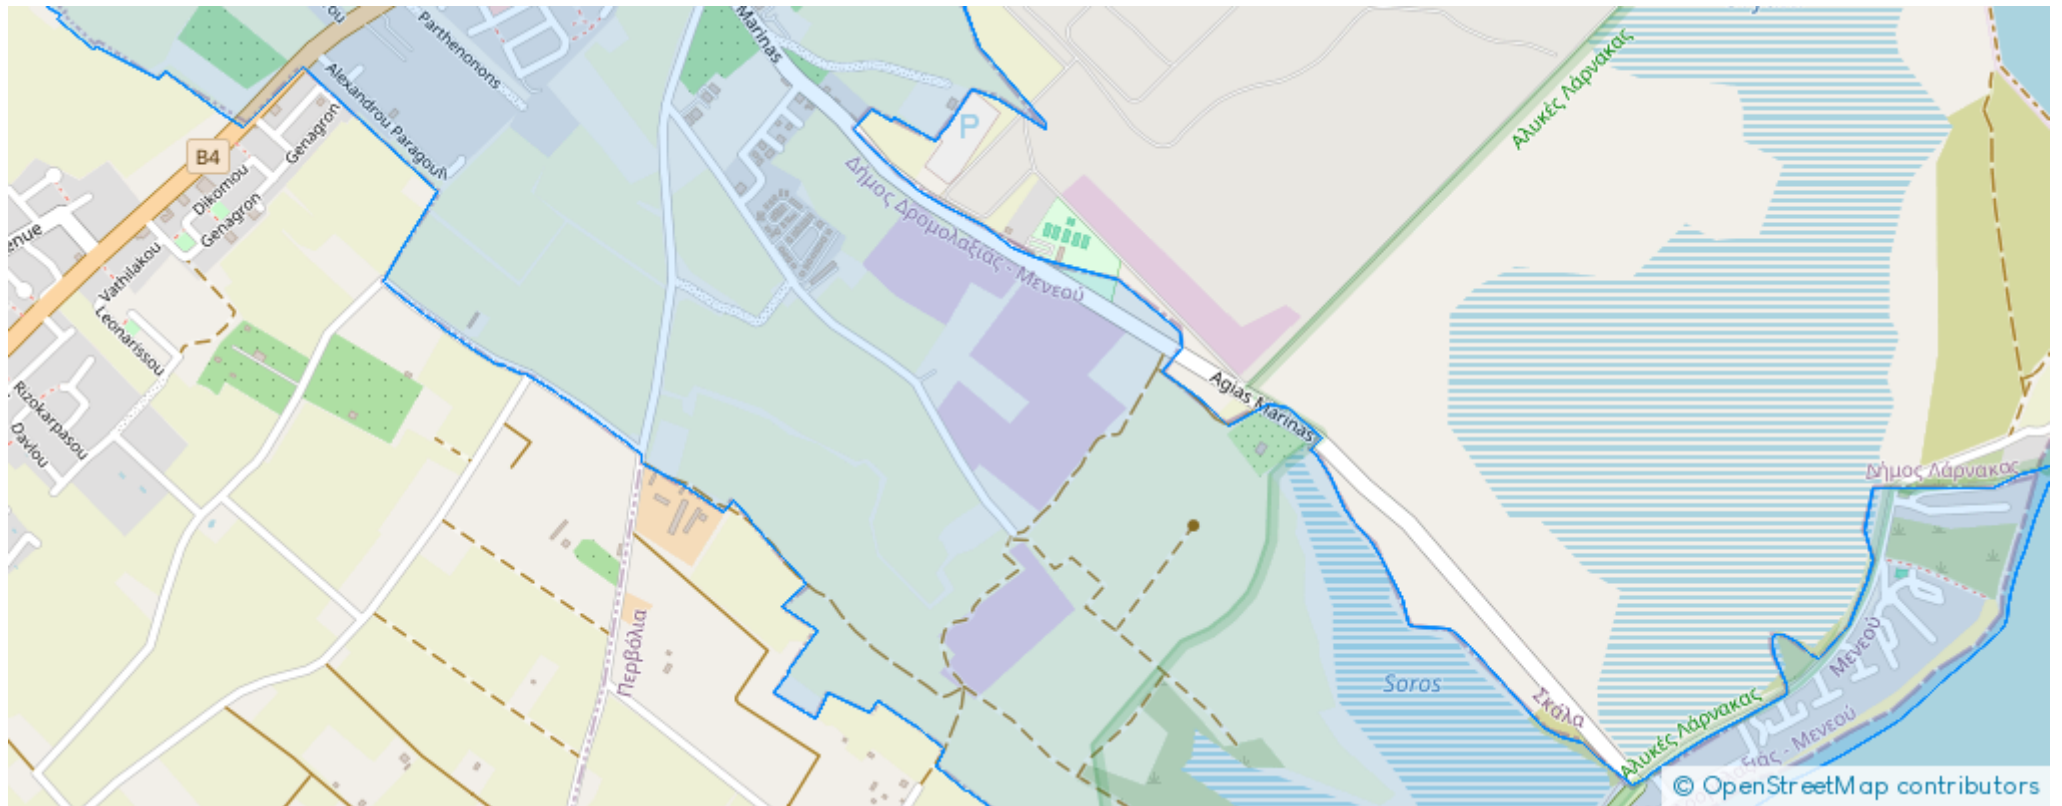 Parthenonons
Marinas
Alexandrou Paragouli
Genagron
B4
Dikomou
Genagron
enue
Vathilakou
Leonarissou
Rizokarpasou
Davlou
P
Αλυκές Λάρνακας
Δήμος Δρομολαξιάς - Μενεού
Agias Marinas
Δήμος Λάρνακας
Περβόλια
Soros
Σκάλα
Μενεού
Αλυκές Λάρνακας
© OpenStreetMap contributors